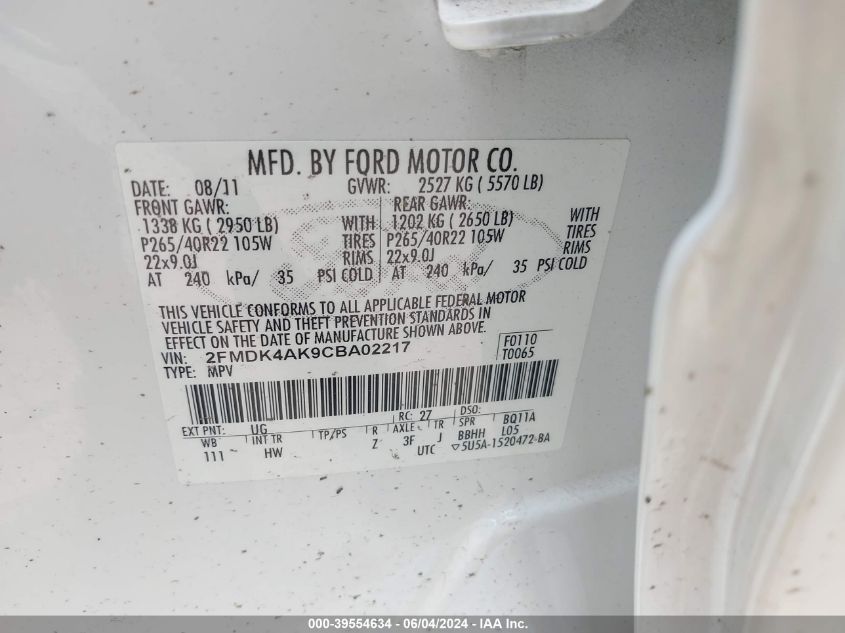 MFD. BY FORD MOTOR CO.
DATE: 08/11 GVWR: 2527 KG ( 5570 LB)
FRONT GAWR: REAR GAWR:
1338 KG ( 2950 LB) WITH 1202 KG ( 2650 LB) WITH
P265/40R22 105W TIRES P265/40R22 105W TIRES
22x9.0J RIMS 22x9.0J RIMS
AT 240 kPa/ 35 PSI COLD AT 240 kPa/ 35 PSI COLD
THIS VEHICLE CONFORMS TO ALL APPLICABLE FEDERAL MOTOR
VEHICLE SAFETY AND THEFT PREVENTION STANDARDS IN
EFFECT ON THE DATE OF MANUFACTURE SHOWN ABOVE.
VIN: 2FMDK4AK9CBA02217 F0110
TYPE: MPV T0065
EXT PNT: UG RC: 27 DSO:
WB INT TR TP/PS R AXLE TR SPR BQ11A
111 HW Z 3F J BBHH L05
UTC ▽5U5A-1520472-BA
000-39554634 - 06/04/2024 - IAA Inc.